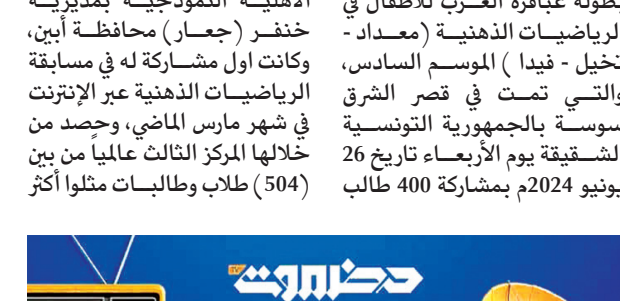 بطولة عباقرة العرب للأطفال في
الرياضيات الذهنية (معداد -
تخيل - فيدا ) الموسم السادس،
والتي تمت في قصر الشرق
سوسة بالجمهورية التونسية
الشقيقة يوم الأربعاء تاريخ 26
يونيو 2024م بمشاركة 400 طالب
الأهلية النموذجية بمديرية
خنفر (جعار) محافظة أبين،
وكانت اول مشاركة له في مسابقة
الرياضيات الذهنية عبر الإنترنت
في شهر مارس الماضي، وحصد من
خلالها المركز الثالث عالمياً من بين
(504) طلاب وطالبات مثلوا أكثر
حضرموت